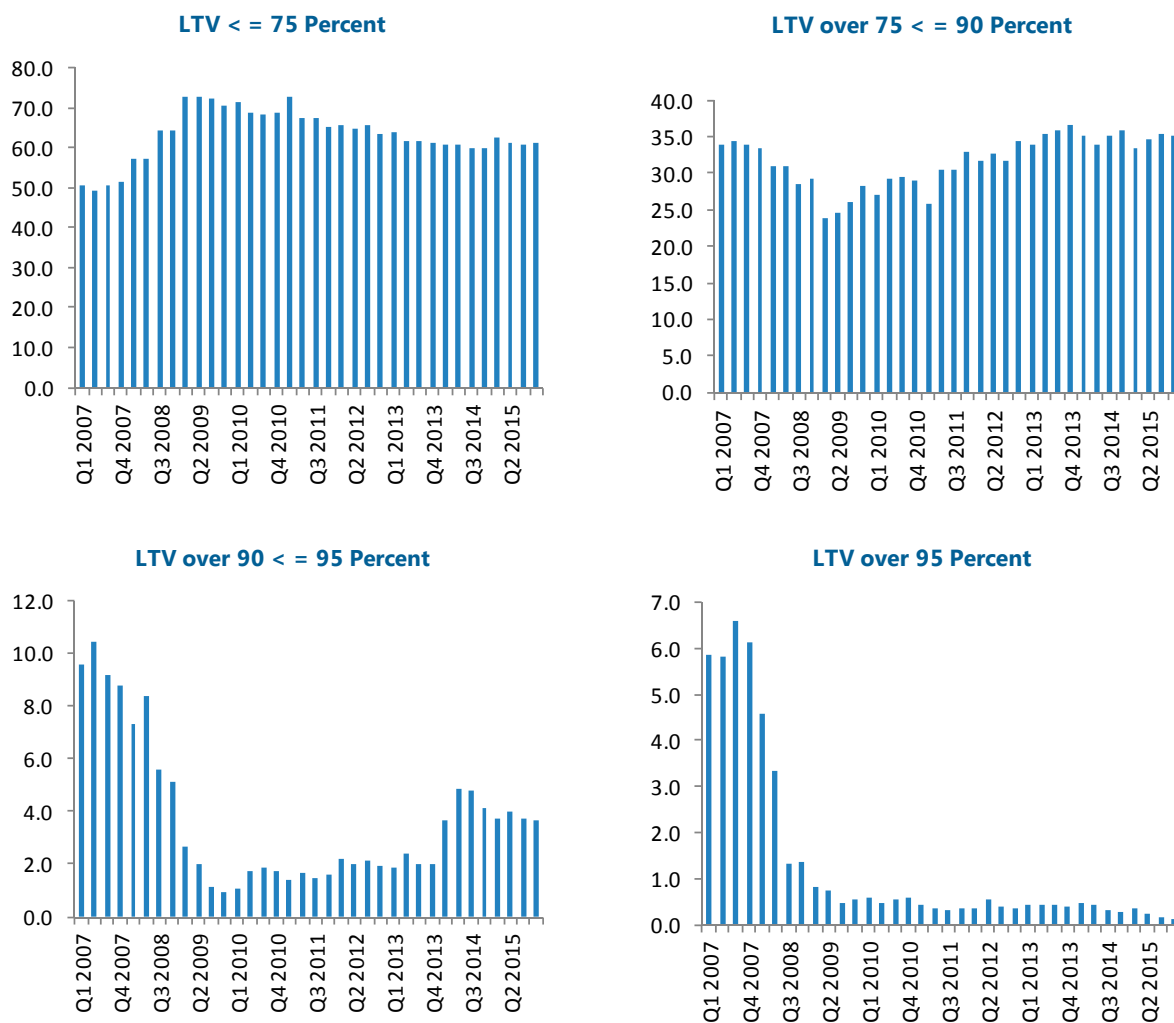 LTV < = 75 Percent
80.0
70.0
60.0
50.0
40.0
30.0
20.0
10.0
0.0
Q1 2007
Q4 2007
Q3 2008
Q2 2009
Q1 2010
Q4 2010
Q3 2011
Q2 2012
Q1 2013
Q4 2013
Q3 2014
Q2 2015
LTV over 75 < = 90 Percent
40.0
35.0
30.0
25.0
20.0
15.0
10.0
5.0
0.0
Q1 2007
Q4 2007
Q3 2008
Q2 2009
Q1 2010
Q4 2010
Q3 2011
Q2 2012
Q1 2013
Q4 2013
Q3 2014
Q2 2015
LTV over 90 < = 95 Percent
12.0
10.0
8.0
6.0
4.0
2.0
0.0
Q1 2007
Q4 2007
Q3 2008
Q2 2009
Q1 2010
Q4 2010
Q3 2011
Q2 2012
Q1 2013
Q4 2013
Q3 2014
Q2 2015
LTV over 95 Percent
7.0
6.0
5.0
4.0
3.0
2.0
1.0
0.0
Q1 2007
Q4 2007
Q3 2008
Q2 2009
Q1 2010
Q4 2010
Q3 2011
Q2 2012
Q1 2013
Q4 2013
Q3 2014
Q2 2015